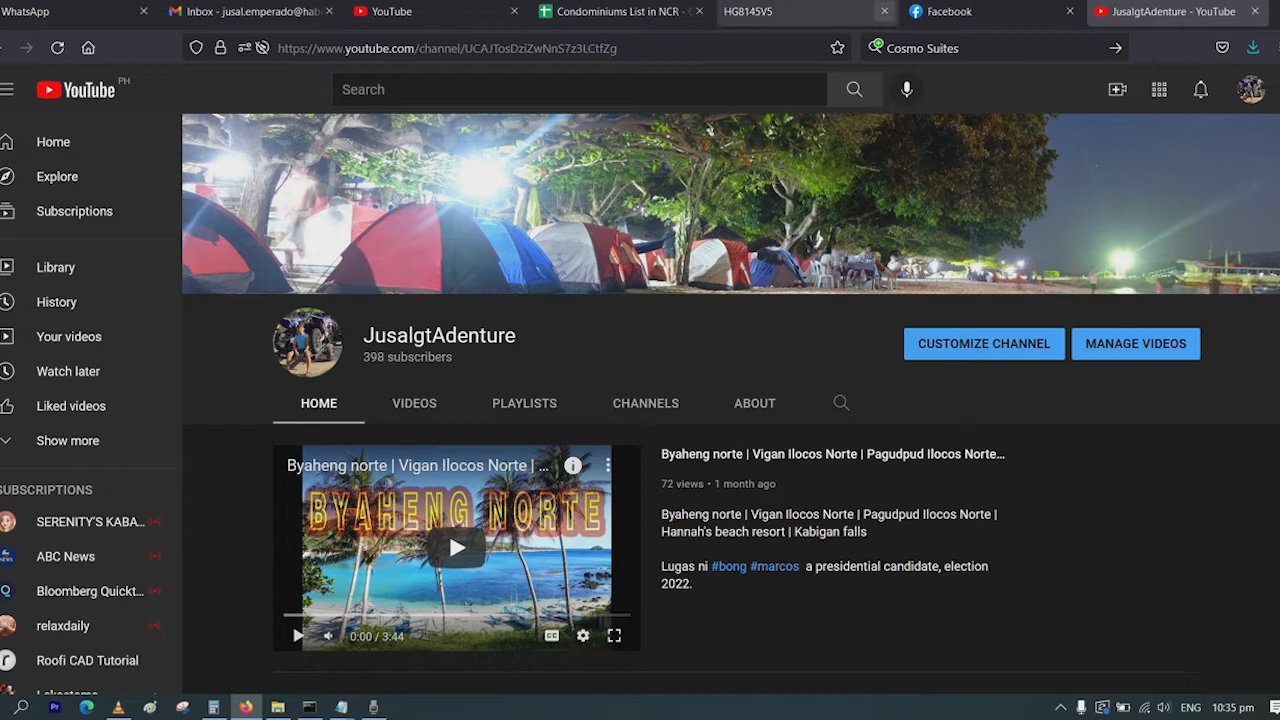 WhatsApp
Inbox - jusal.emperado@hab
YouTube
Condominiums List in NCR - G
HG8145V5
Facebook
JusalgtAdenture - YouTube
https://www.youtube.com/channel/UCAJTosDziZwNnS7z3LCtfZg
Cosmo Suites
YouTube PH
Search
Home
Explore
Subscriptions
Library
History
Your videos
Watch later
Liked videos
Show more
SUBSCRIPTIONS
SERENITY'S KABA...
ABC News
Bloomberg Quickt...
relaxdaily
Roofi CAD Tutorial
JusalgtAdenture
398 subscribers
CUSTOMIZE CHANNEL
MANAGE VIDEOS
HOME
VIDEOS
PLAYLISTS
CHANNELS
ABOUT
Byaheng norte | Vigan Ilocos Norte | ...
BYAHENG NORTE
0:00 / 3:44
CC
Byaheng norte | Vigan Ilocos Norte | Pagudpud Ilocos Norte...
72 views • 1 month ago
Byaheng norte | Vigan Ilocos Norte | Pagudpud Ilocos Norte |
Hannah's beach resort | Kabigan falls
Lugas ni #bong #marcos a presidential candidate, election
2022.
Pr
ENG
10:35 pm